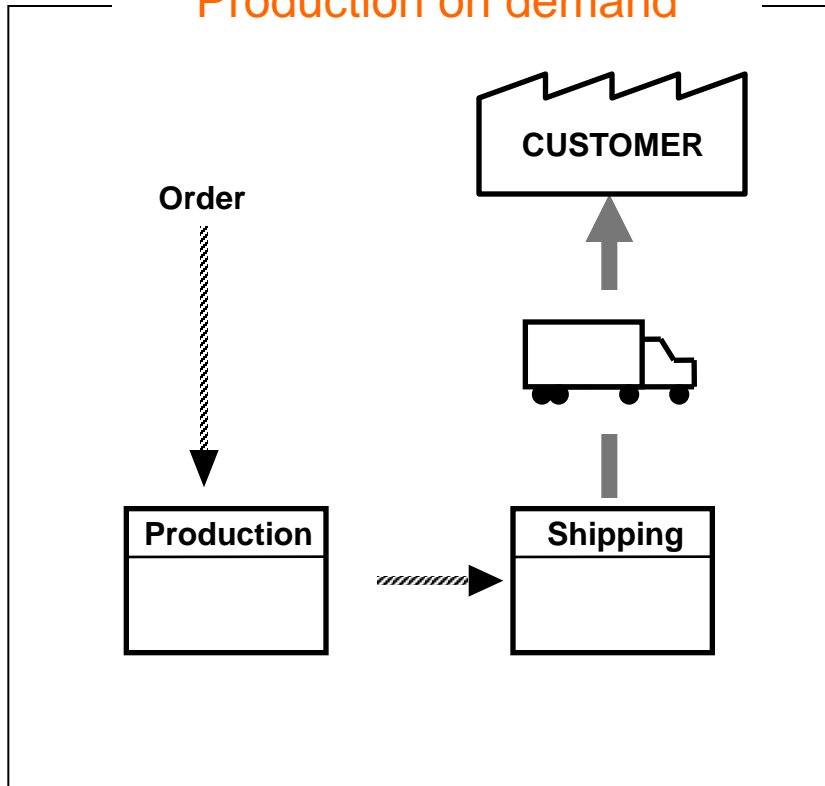 Production on demand
CUSTOMER
Order
Production
Shipping